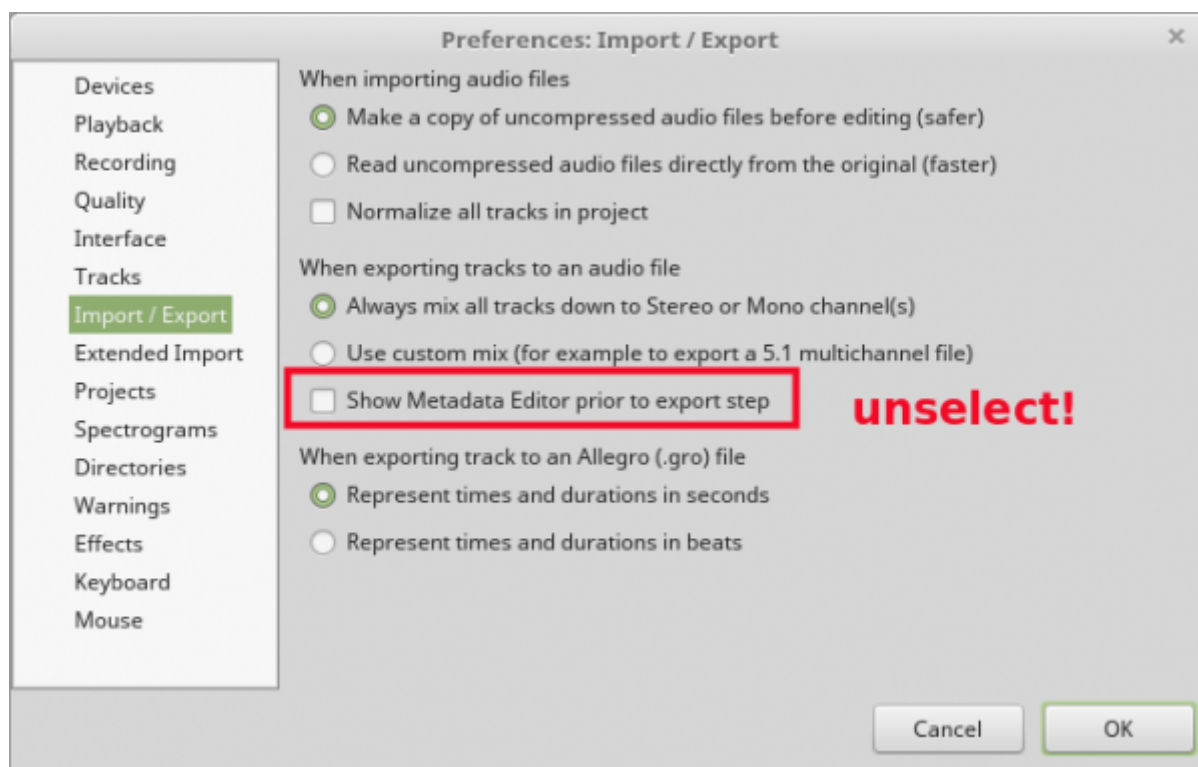 Preferences: Import / Export
Devices
Playback
Recording
Quality
Interface
Tracks
Import / Export
Extended Import
Projects
Spectrograms
Directories
Warnings
Effects
Keyboard
Mouse
When importing audio files
Make a copy of uncompressed audio files before editing (safer)
Read uncompressed audio files directly from the original (faster)
Normalize all tracks in project
When exporting tracks to an audio file
Always mix all tracks down to Stereo or Mono channel(s)
Use custom mix (for example to export a 5.1 multichannel file)
Show Metadata Editor prior to export step
unselect!
When exporting track to an Allegro (.gro) file
Represent times and durations in seconds
Represent times and durations in beats
Cancel
OK